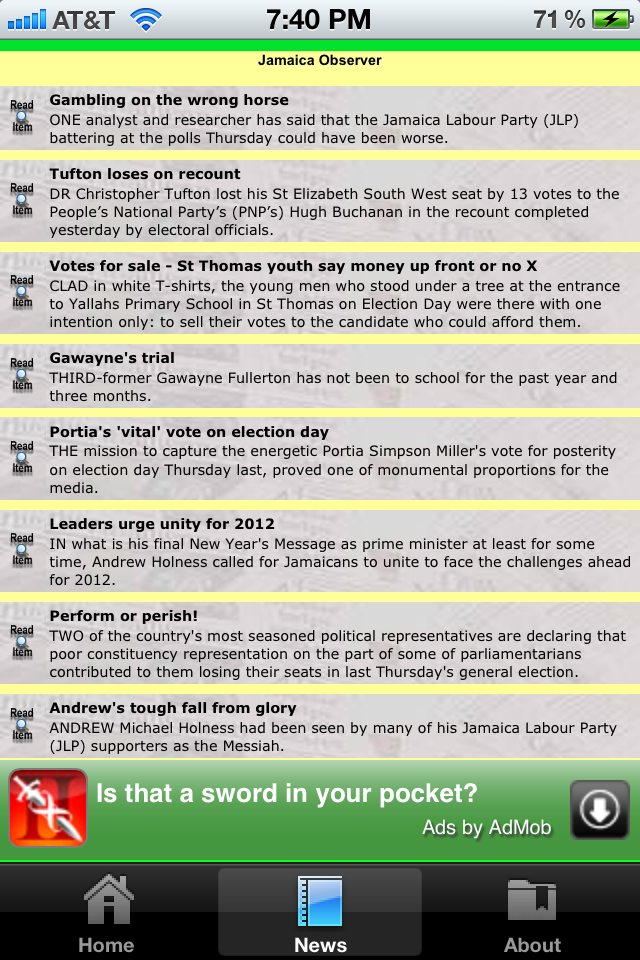 AT&T 7:40 PM 71 %
Jamaica Observer
Read Item
Gambling on the wrong horse
ONE analyst and researcher has said that the Jamaica Labour Party (JLP)
battering at the polls Thursday could have been worse.
Read Item
Tufton loses on recount
DR Christopher Tufton lost his St Elizabeth South West seat by 13 votes to the
People’s National Party’s (PNP’s) Hugh Buchanan in the recount completed
yesterday by electoral officials.
Read Item
Votes for sale - St Thomas youth say money up front or no X
CLAD in white T-shirts, the young men who stood under a tree at the entrance
to Yallahs Primary School in St Thomas on Election Day were there with one
intention only: to sell their votes to the candidate who could afford them.
Read Item
Gawayne's trial
THIRD-former Gawayne Fullerton has not been to school for the past year and
three months.
Read Item
Portia's 'vital' vote on election day
THE mission to capture the energetic Portia Simpson Miller's vote for posterity
on election day Thursday last, proved one of monumental proportions for the
media.
Read Item
Leaders urge unity for 2012
IN what is his final New Year's Message as prime minister at least for some
time, Andrew Holness called for Jamaicans to unite to face the challenges ahead
for 2012.
Read Item
Perform or perish!
TWO of the country's most seasoned political representatives are declaring that
poor constituency representation on the part of some of parliamentarians
contributed to them losing their seats in last Thursday's general election.
Read Item
Andrew's tough fall from glory
ANDREW Michael Holness had been seen by many of his Jamaica Labour Party
(JLP) supporters as the Messiah.
Is that a sword in your pocket?
Ads by AdMob
Home News About